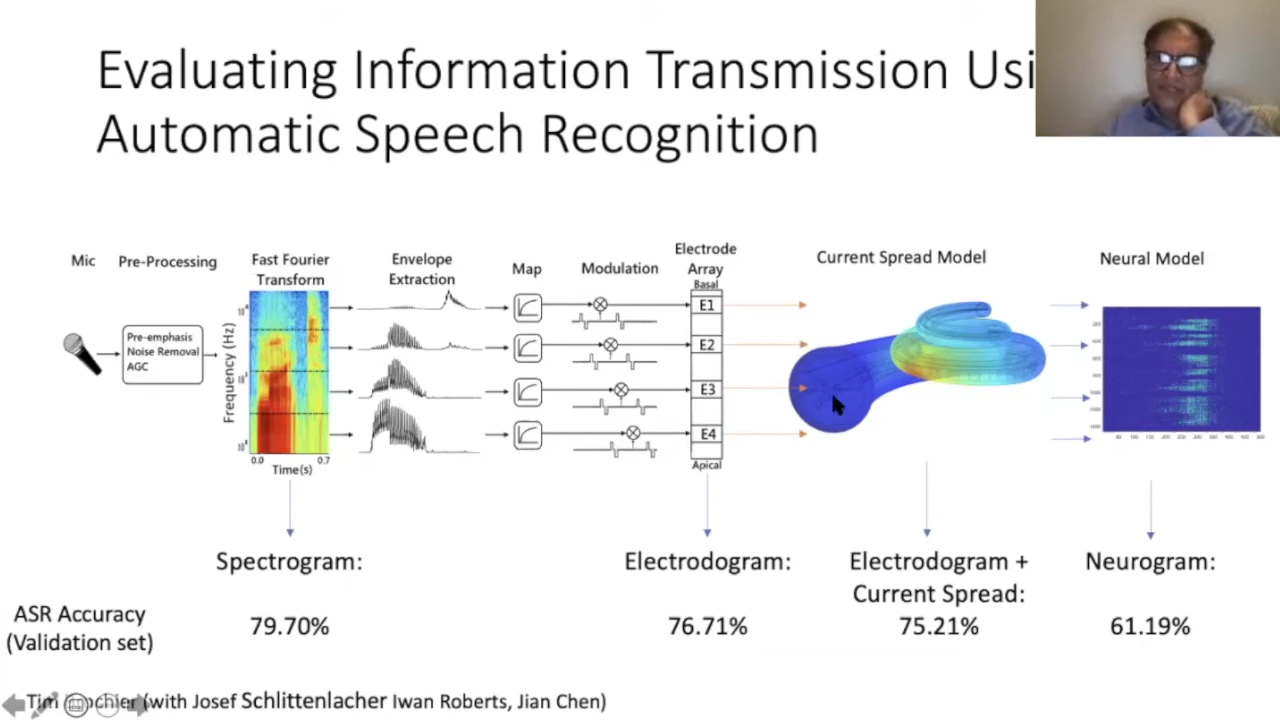 Evaluating Information Transmission Usi
Automatic Speech Recognition
Mic
Pre-Processing
Fast Fourier
Transform
Envelope
Extraction
Map
Modulation
Electrode
Array
Basal
Current Spread Model
Neural Model
Pre-emphasis
Noise Removal
AGC
Frequency (Hz)
E1
E2
E3
E4
Apical
0.0
0.7
Time(s)
Spectrogram:
Electrodogram:
Electrodogram +
Current Spread:
Neurogram:
ASR Accuracy
(Validation set)
79.70%
76.71%
75.21%
61.19%
Tim (with Josef Schlittenlacher Iwan Roberts, Jian Chen)